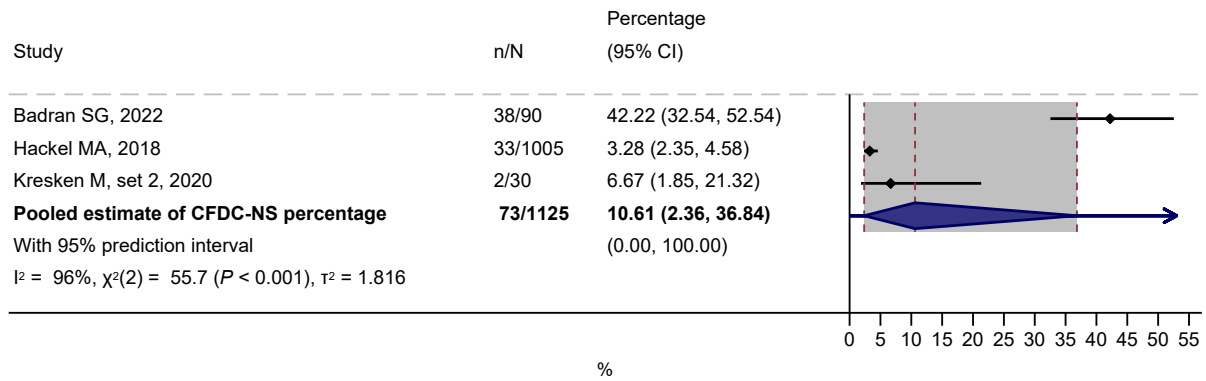 Percentage
Study n/N (95% CI)
Badran SG, 2022 38/90 42.22 (32.54, 52.54)
Hackel MA, 2018 33/1005 3.28 (2.35, 4.58)
Kresken M, set 2, 2020 2/30 6.67 (1.85, 21.32)
Pooled estimate of CFDC-NS percentage 73/1125 10.61 (2.36, 36.84)
With 95% prediction interval (0.00, 100.00)
I² = 96%, χ²(2) = 55.7 (P < 0.001), τ² = 1.816
0 5 10 15 20 25 30 35 40 45 50 55
%